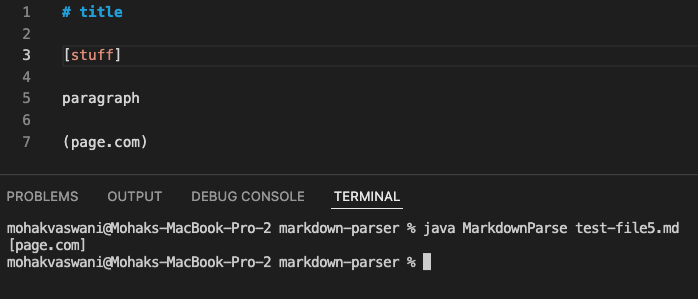 1 # title
2
3 [stuff]
4
5 paragraph
6
7 (page.com)
PROBLEMS OUTPUT DEBUG CONSOLE TERMINAL
mohakvaswani@Mohaks-MacBook-Pro-2 markdown-parser % java MarkdownParse test-file5.md
[page.com]
mohakvaswani@Mohaks-MacBook-Pro-2 markdown-parser %